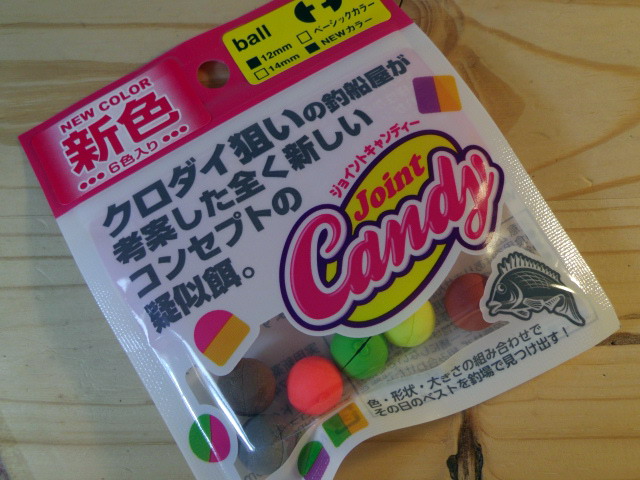 ball
■12mm □ベーシックカラー
□14mm ■NEWカラー
NEW COLOR
新色
●●● 6色入り ●●●
クロダイ狙いの釣船屋が
考案した全く新しい
コンセプトの
疑似餌。
ジョイントキャンディー
Joint
Candy
色・形状・大きさの組み合わせで
その日のベストを釣場で見つけ出す!